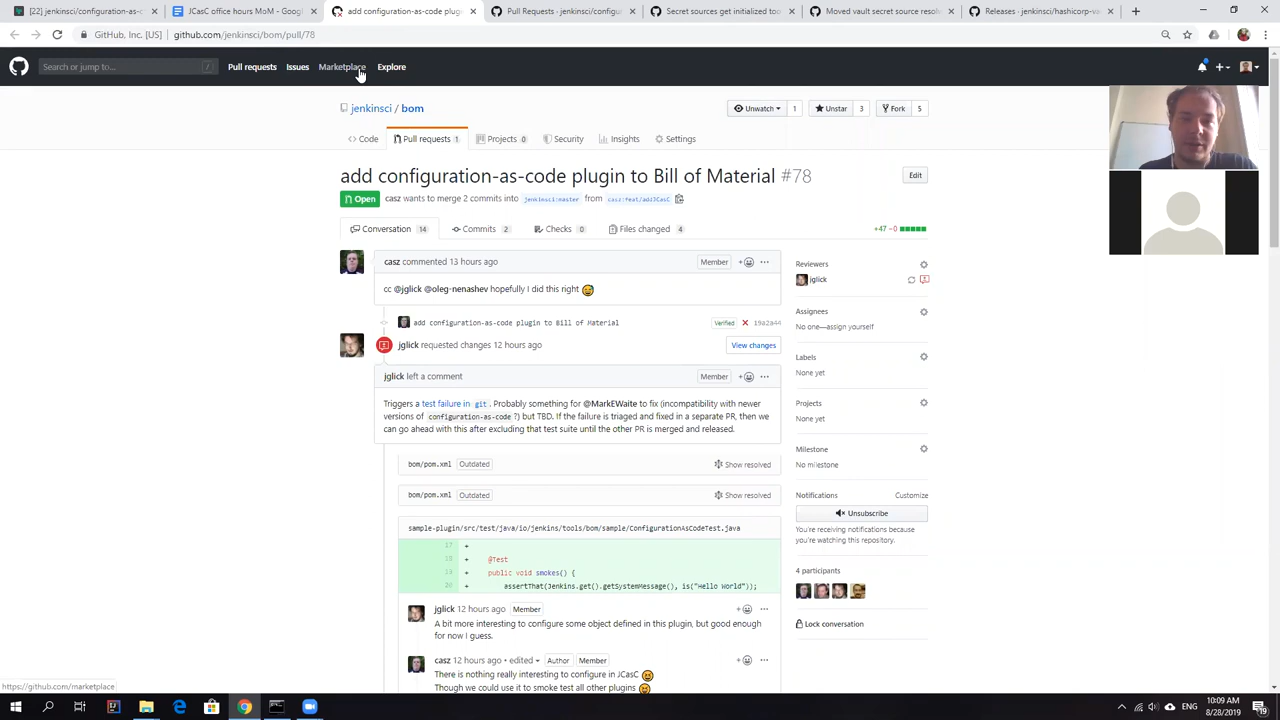 [22] jenkinsci/configuration-as-c
JCasC office hours MoM - Googl
add configuration-as-code plugin
Pull Requests · jenkinsci/configu
Secret sources get initialized too
Moved vault secret source resolv
Releases · jenkinsci/hashicorp-va
GitHub, Inc. [US] | github.com/jenkinsci/bom/pull/78
Search or jump to... /
Pull requests Issues Marketplace Explore
jenkinsci / bom
Unwatch 1 Unstar 3 Fork 5
Code Pull requests 1 Projects 0 Security Insights Settings
add configuration-as-code plugin to Bill of Material #78
Edit
Open casz wants to merge 2 commits into jenkinsci:master from casz:feat/addJCasC
Conversation 14 Commits 2 Checks 0 Files changed 4 +47 −0
casz commented 13 hours ago Member
cc @jglick @oleg-nenashev hopefully I did this right
add configuration-as-code plugin to Bill of Material Verified 19a2a44
jglick requested changes 12 hours ago View changes
jglick left a comment Member
Triggers a test failure in git. Probably something for @MarkEWaite to fix (incompatibility with newer
versions of configuration-as-code?) but TBD. If the failure is triaged and fixed in a separate PR, then we
can go ahead with this after excluding that test suite until the other PR is merged and released.
bom/pom.xml Outdated Show resolved
bom/pom.xml Outdated Show resolved
sample-plugin/src/test/java/io/jenkins/tools/bom/sample/ConfigurationAsCodeTest.java
17 +
18 + @Test
19 + public void smokes() {
20 + assertThat(Jenkins.get().getSystemMessage(), is("Hello World"));
jglick 12 hours ago Member
A bit more interesting to configure some object defined in this plugin, but good enough
for now I guess.
casz 12 hours ago • edited Author Member
There is nothing really interesting to configure in JCasC
Though we could use it to smoke test all other plugins
Reviewers
jglick
Assignees
No one—assign yourself
Labels
None yet
Projects
None yet
Milestone
No milestone
Notifications Customize
Unsubscribe
You're receiving notifications because
you're watching this repository.
4 participants
Lock conversation
https://github.com/marketplace
ENG
10:09 AM
8/28/2019
19